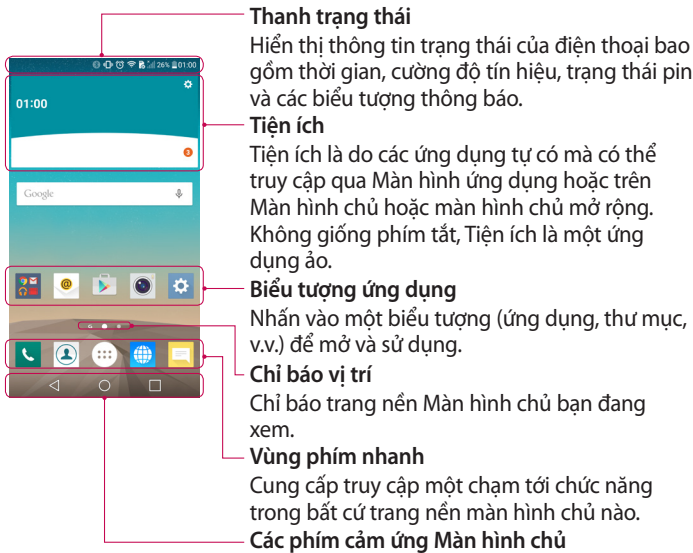 Thanh trạng thái
Hiển thị thông tin trạng thái của điện thoại bao
gồm thời gian, cường độ tín hiệu, trạng thái pin
và các biểu tượng thông báo.
26% 01:00
01:00
3
Tiện ích
Tiện ích là do các ứng dụng tự có mà có thể
truy cập qua Màn hình ứng dụng hoặc trên
Màn hình chủ hoặc màn hình chủ mở rộng.
Không giống phím tắt, Tiện ích là một ứng
dụng ảo.
Google
Biểu tượng ứng dụng
Nhấn vào một biểu tượng (ứng dụng, thư mục,
v.v.) để mở và sử dụng.
Chỉ báo vị trí
Chỉ báo trang nền Màn hình chủ bạn đang
xem.
Vùng phím nhanh
Cung cấp truy cập một chạm tới chức năng
trong bất cứ trang nền màn hình chủ nào.
Các phím cảm ứng Màn hình chủ